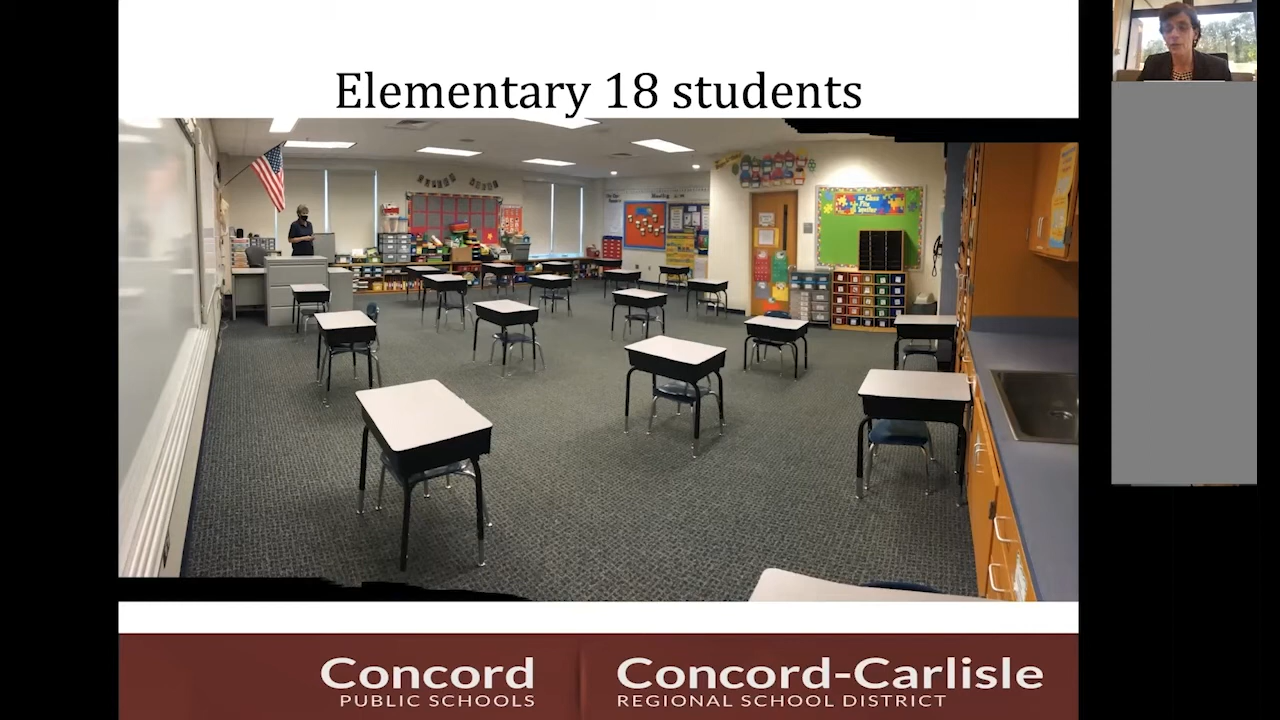 Elementary 18 students
Concord
PUBLIC SCHOOLS
Concord-Carlisle
REGIONAL SCHOOL DISTRICT